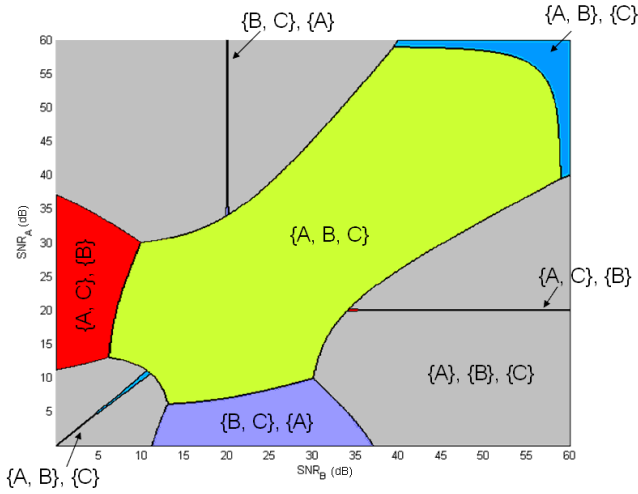 {B, C}, {A}
{A, B}, {C}
60
55
50
45
40
35
30
25
20
15
10
5
SNR_A (dB)
{A, C}, {B}
{A, B, C}
{A, C}, {B}
{A}, {B}, {C}
{B, C}, {A}
{A, B}, {C}
5 10 15 20 25 30 35 40 45 50 55 60
SNR_B (dB)